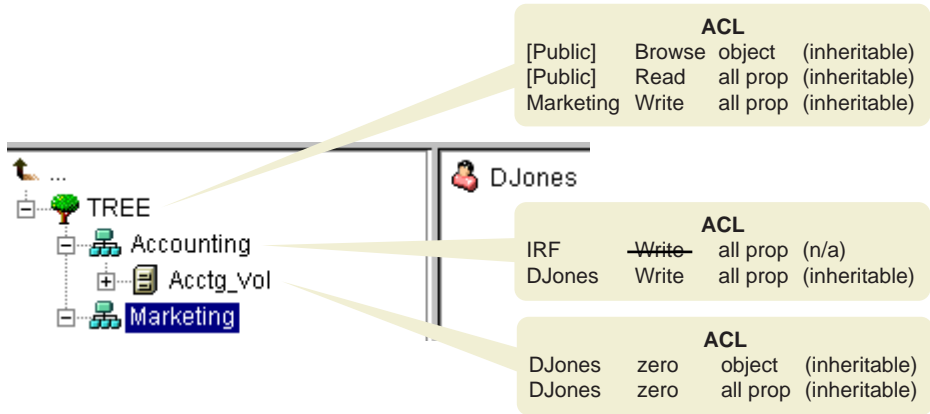 ACL
[Public] Browse object (inheritable)
[Public] Read all prop (inheritable)
Marketing Write all prop (inheritable)
...
DJones
TREE
Accounting
Acctg_Vol
Marketing
ACL
IRF Write all prop (n/a)
DJones Write all prop (inheritable)
ACL
DJones zero object (inheritable)
DJones zero all prop (inheritable)